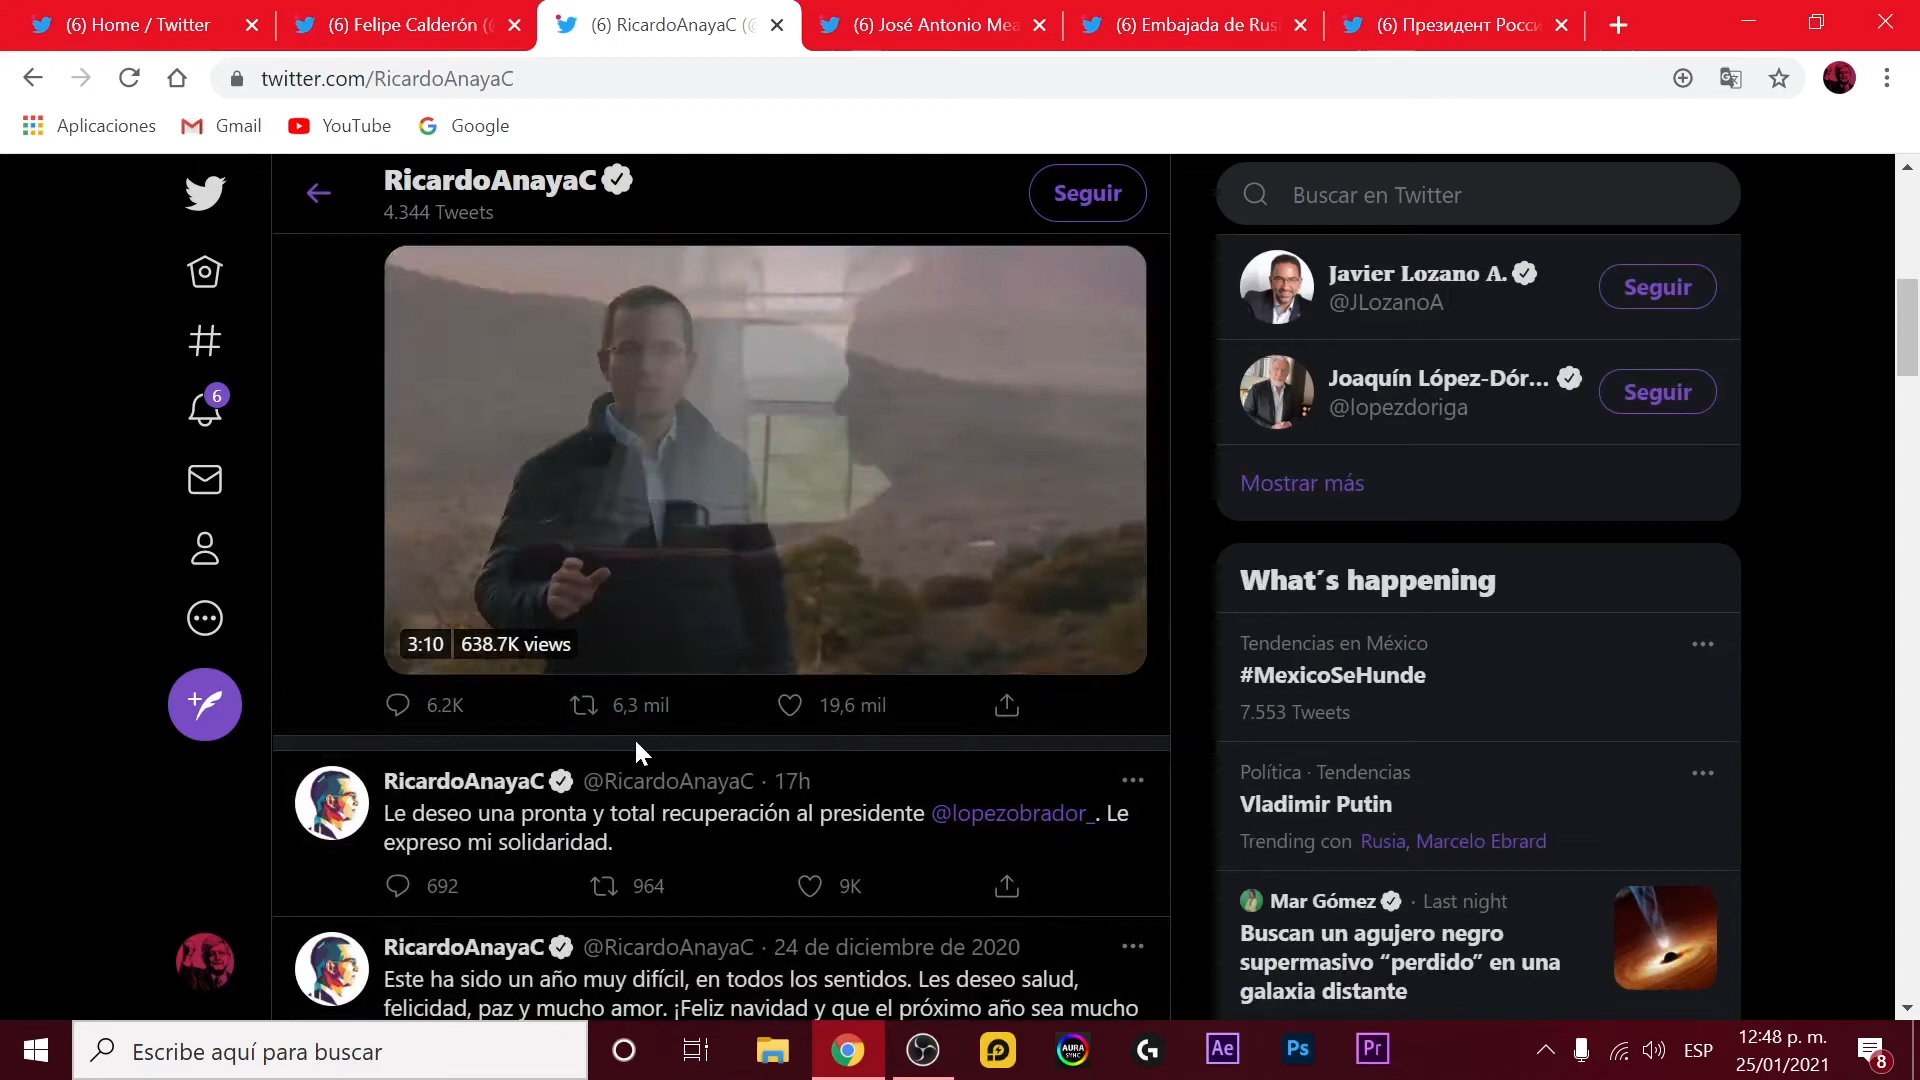 (6) Home / Twitter
(6) Felipe Calderón (
(6) RicardoAnayaC (@
(6) José Antonio Mea
(6) Embajada de Rusi
(6) Президент Росси
twitter.com/RicardoAnayaC
Aplicaciones
Gmail
YouTube
Google
RicardoAnayaC
4.344 Tweets
Seguir
3:10
638.7K views
6.2K
6,3 mil
19,6 mil
RicardoAnayaC @RicardoAnayaC · 17h
Le deseo una pronta y total recuperación al presidente @lopezobrador_. Le
expreso mi solidaridad.
692
964
9K
RicardoAnayaC @RicardoAnayaC · 24 de diciembre de 2020
Este ha sido un año muy difícil, en todos los sentidos. Les deseo salud,
felicidad, paz y mucho amor. ¡Feliz navidad y que el próximo año sea mucho
6
Buscar en Twitter
Javier Lozano A.
@JLozanoA
Seguir
Joaquín López-Dór...
@lopezdoriga
Seguir
Mostrar más
What´s happening
Tendencias en México
#MexicoSeHunde
7.553 Tweets
Política · Tendencias
Vladimir Putin
Trending con Rusia, Marcelo Ebrard
Mar Gómez · Last night
Buscan un agujero negro
supermasivo “perdido” en una
galaxia distante
Escribe aquí para buscar
AURA
SYNC
Ae
Ps
Pr
ESP
12:48 p. m.
25/01/2021
8